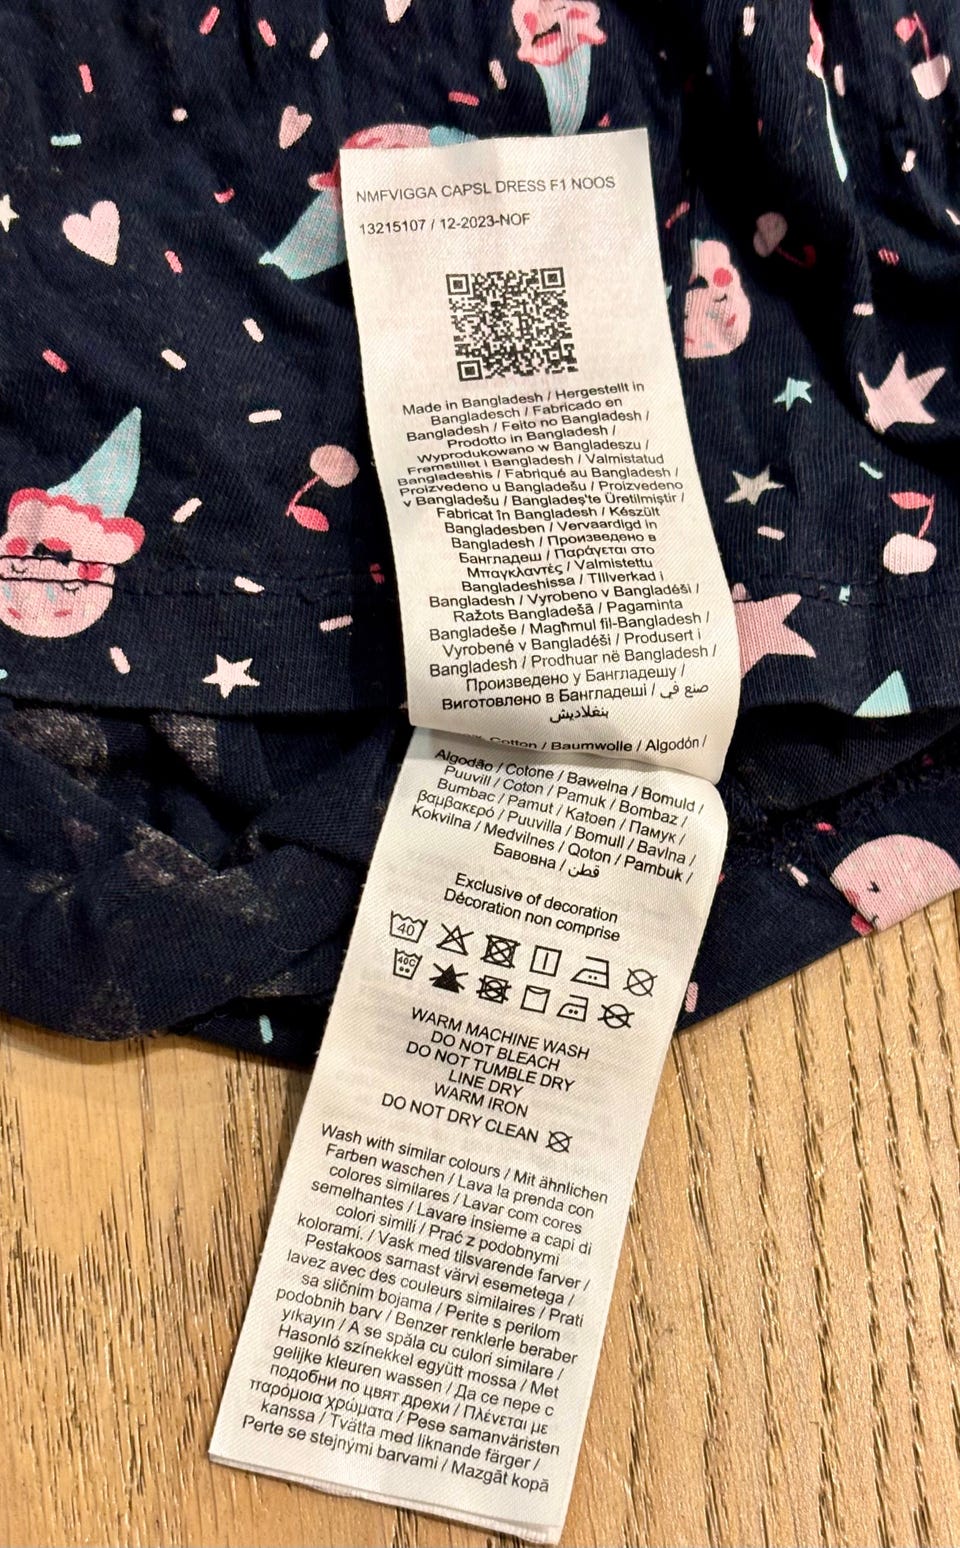 NMFVIGGA CAPSL DRESS F1 NOOS
13215107 / 12-2023-NOF
Made in Bangladesh / Hergestellt in
Bangladesch / Fabricado en
Bangladesh / Feito no Bangladesh /
Prodotto in Bangladesh /
Wyprodukowano w Bangladeszu /
Fremstillet i Bangladesh / Valmistatud
Bangladeshis / Fabriqué au Bangladesh /
Proizvedeno u Bangladešu / Proizvedeno
v Bangladešu / Bangladeş'te Üretilmiştir /
Fabricat în Bangladesh / Készült
Bangladesben / Vervaardigd in
Bangladesh / Произведено в
Бангладеш / Παράγεται στο
Μπαγκλαντές / Valmistettu
Bangladeshissa / Tillverkad i
Bangladesh / Vyrobeno v Bangladéši /
Ražots Bangladešā / Pagaminta
Bangladeše / Magħmul fil-Bangladesh /
Vyrobené v Bangladéši / Produsert i
Bangladesh / Prodhuar në Bangladesh /
Произведено у Бангладешу /
Виготовлено в Бангладеші / صنع في
بنغلاديش
Cotton / Baumwolle / Algodón /
Algodão / Cotone / Bawełna / Bomuld /
Puuvill / Coton / Pamuk / Bombaz /
Bumbac / Pamut / Katoen / Памук /
βαμβακερό / Puuvilla / Bomull / Bavlna /
Kokvilna / Medvilnes / Qoton / Pambuk /
Бавовна / قطن
Exclusive of decoration
Décoration non comprise
40
40C
WARM MACHINE WASH
DO NOT BLEACH
DO NOT TUMBLE DRY
LINE DRY
WARM IRON
DO NOT DRY CLEAN
Wash with similar colours / Mit ähnlichen
Farben waschen / Lava la prenda con
colores similares / Lavar com cores
semelhantes / Lavare insieme a capi di
colori simili / Prać z podobnymi
kolorami. / Vask med tilsvarende farver /
Pestakoos samast värvi esemetega /
lavez avec des couleurs similaires / Prati
sa sličnim bojama / Perite s perilom
podobnih barv / Benzer renklerle beraber
yıkayın / A se spăla cu culori similare /
Hasonló színekkel együtt mossa / Met
gelijke kleuren wassen / Да се пере с
подобни по цвят дрехи / Πλένεται με
παρόμοια χρώματα / Pese samanväristen
kanssa / Tvätta med liknande färger /
Perte se stejnými barvami / Mazgāt kopā